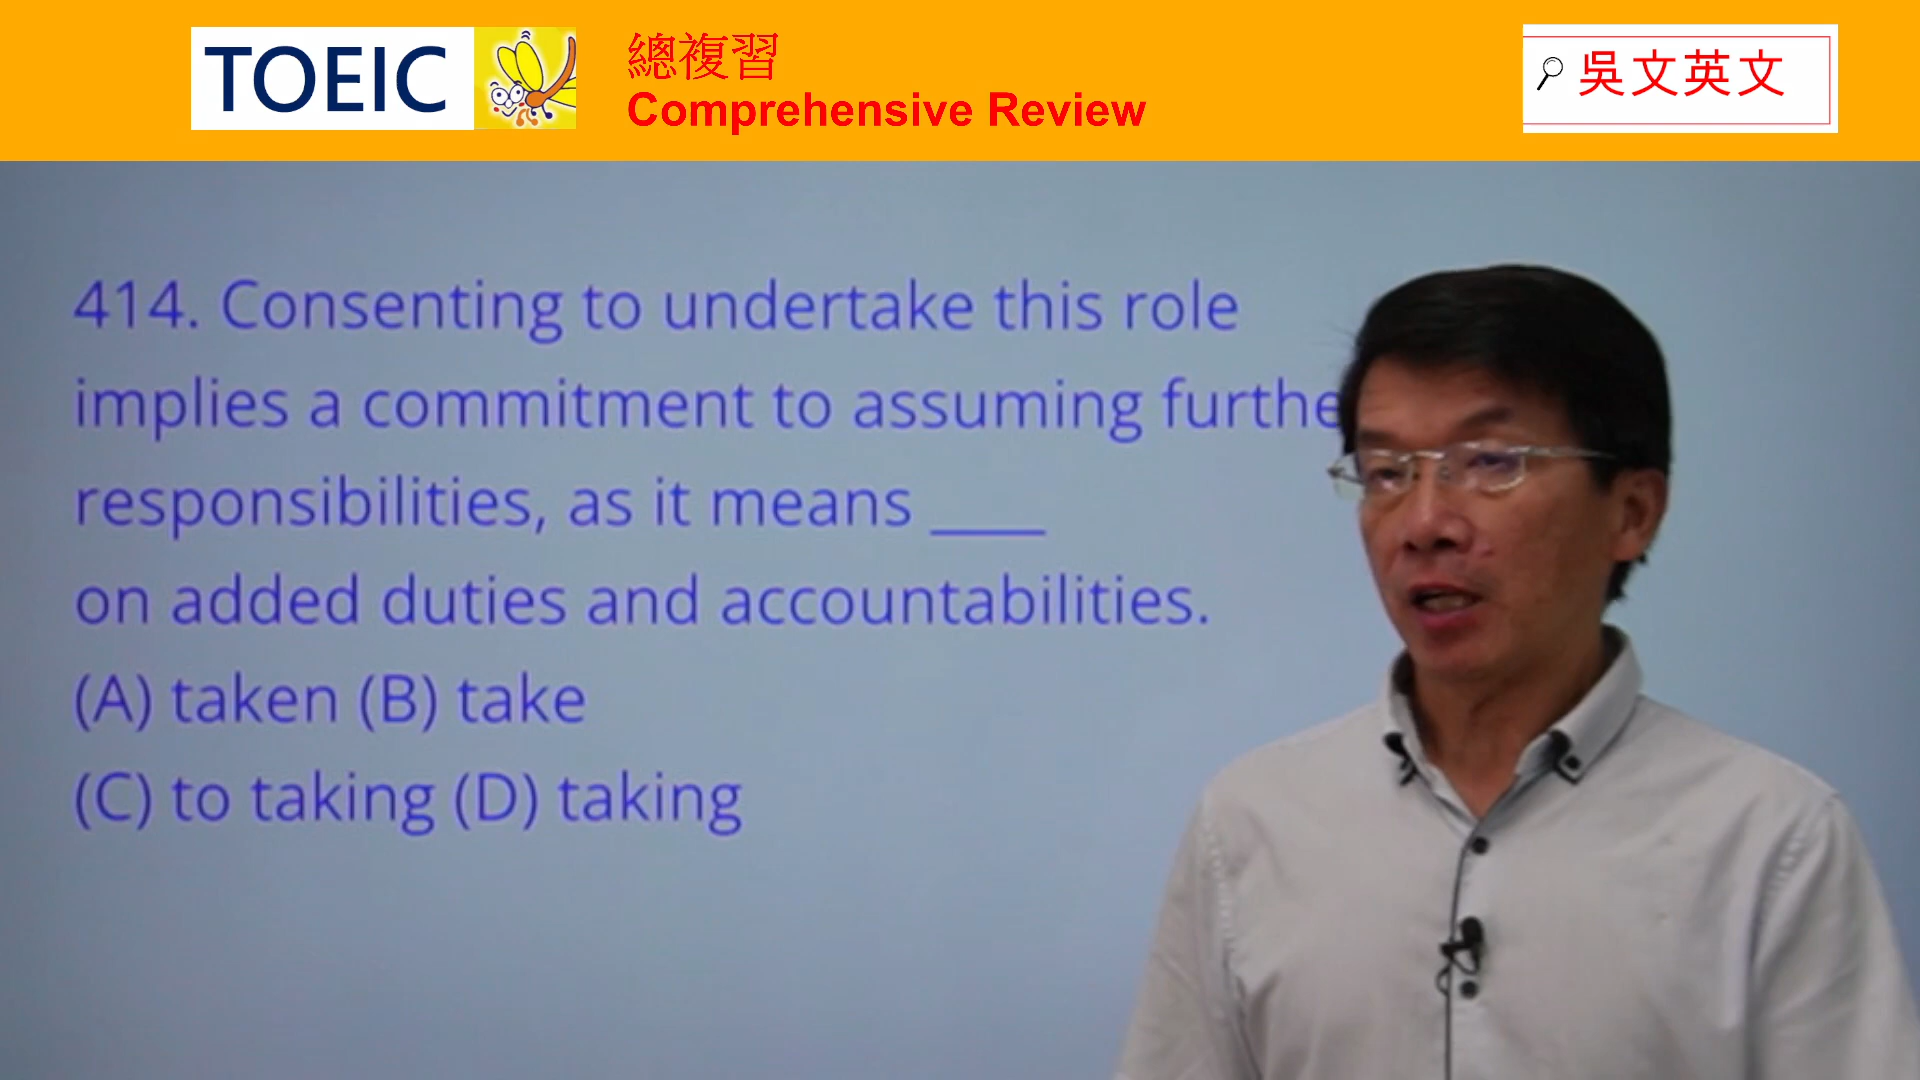 TOEIC
總複習
Comprehensive Review
吳文英文
414. Consenting to undertake this role
implies a commitment to assuming
responsibilities, as it means ____
on added duties and accountabilities.
(A) taken (B) take
(C) to taking (D) taking